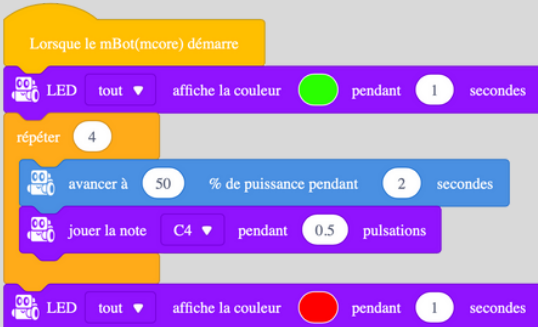 Lorsque le mBot(mcore) démarre
LED tout ▼ affiche la couleur pendant 1 secondes
répéter 4
avancer à 50 % de puissance pendant 2 secondes
jouer la note C4 ▼ pendant 0.5 pulsations
LED tout ▼ affiche la couleur pendant 1 secondes